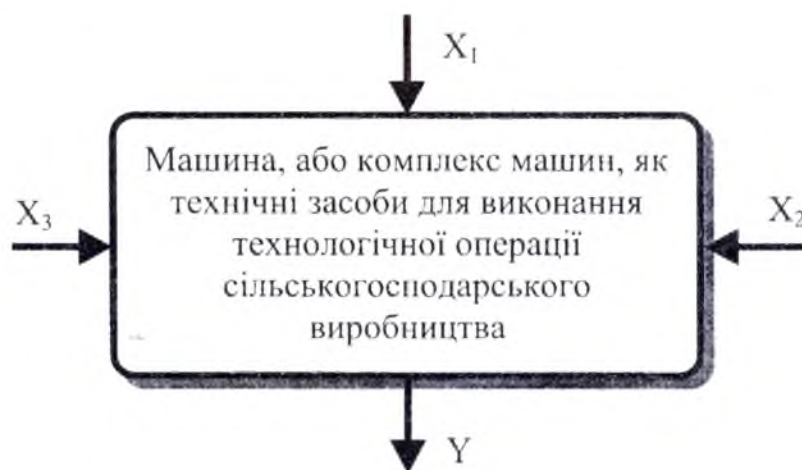 X₁
Машина, або комплекс машин, як
технічні засоби для виконання
технологічної операції
сільськогосподарського
виробництва
X₃
X₂
Y